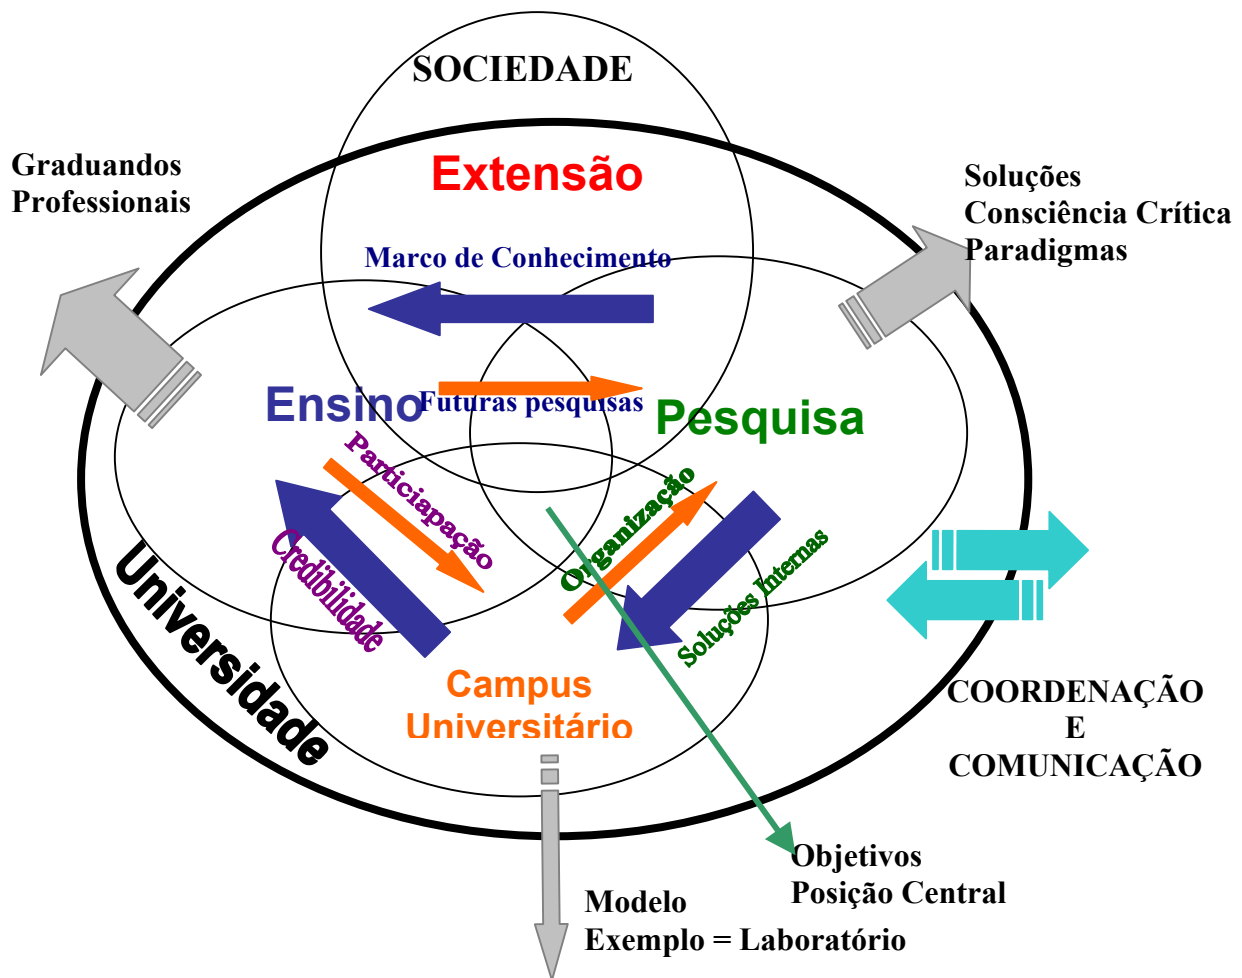 SOCIEDADE
Extensão
Graduandos
Professionais
Soluções
Consciência Crítica
Paradigmas
Marco de Conhecimento
Ensino
Futuras pesquisas
Pesquisa
Particiapação
Credibilidade
Organização
Soluções Internas
Universidade
Campus
Universitário
COORDENAÇÃO
E
COMUNICAÇÃO
Objetivos
Posição Central
Modelo
Exemplo = Laboratório